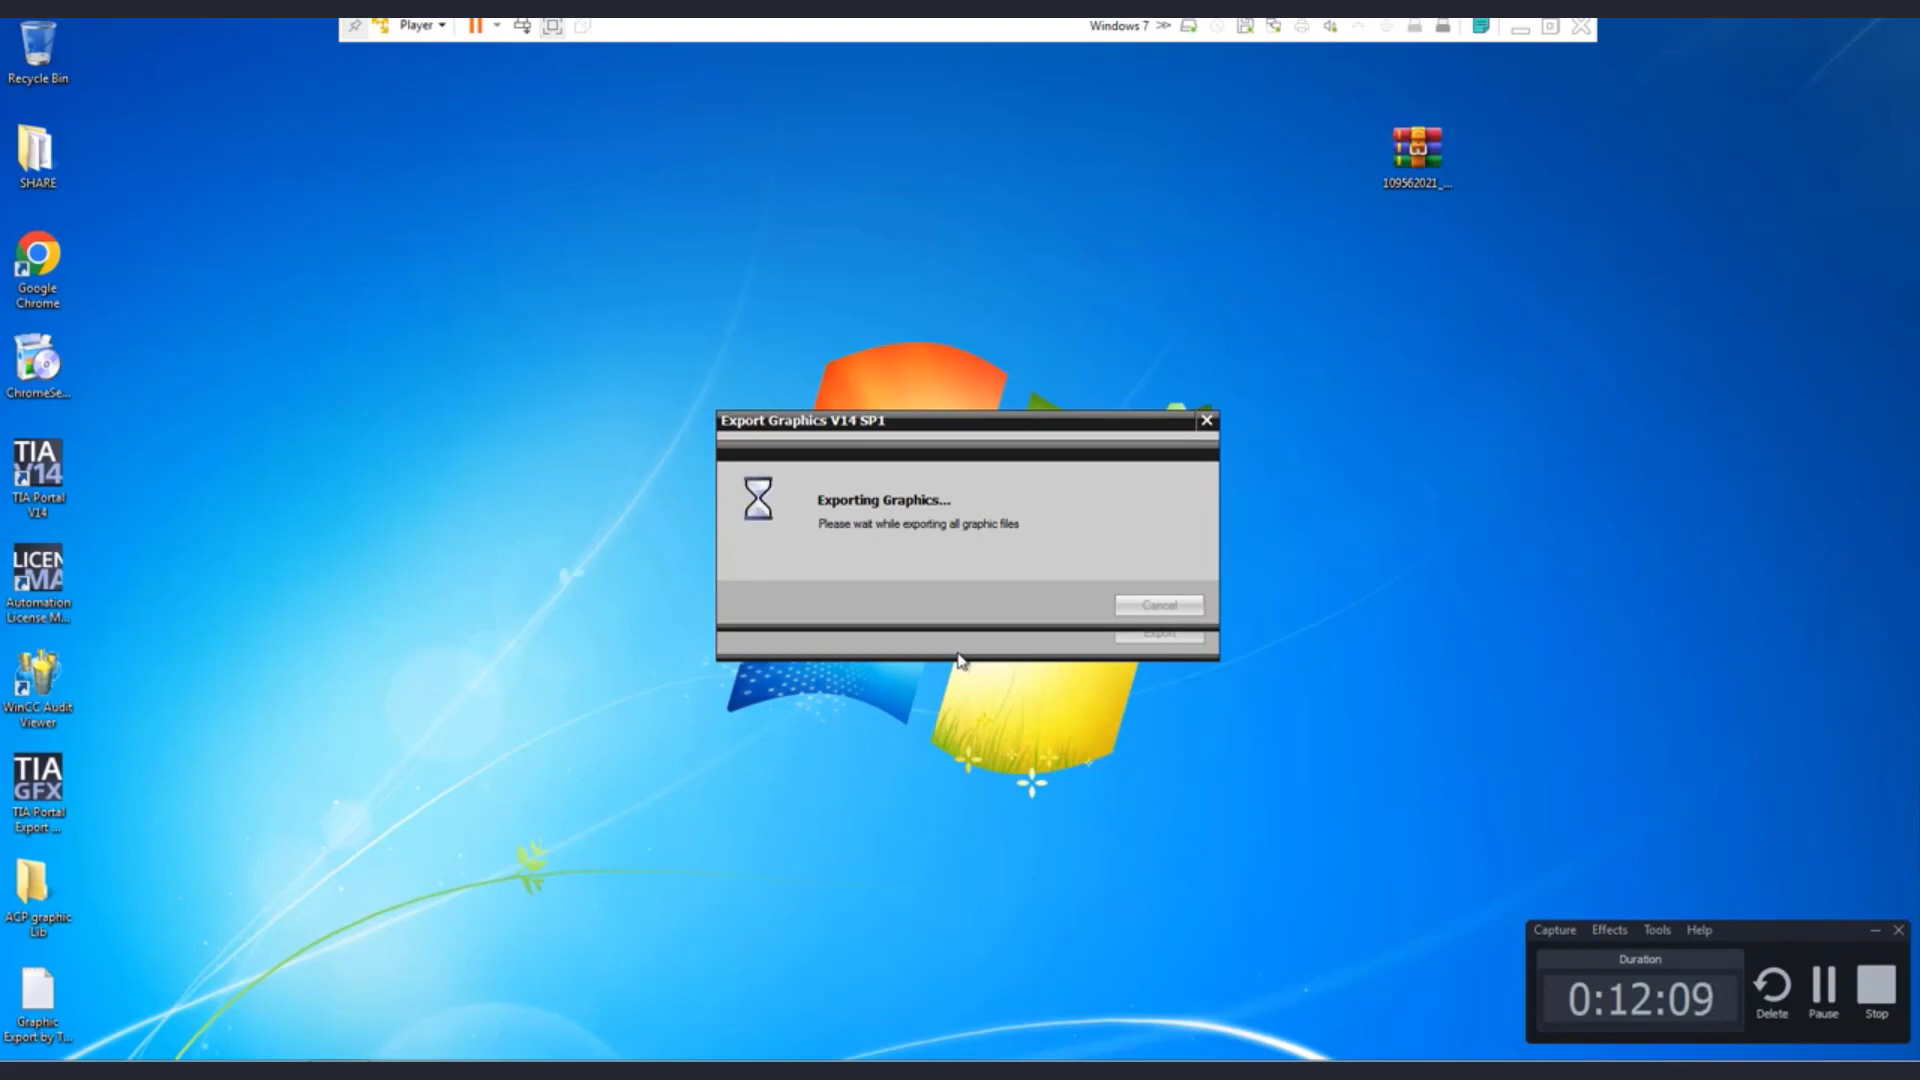 Player
Windows 7
Recycle Bin
SHARE
Google
Chrome
ChromeSe...
TIA
V14
TIA Portal
V14
LICEN
MA
Automation
License M...
WinCC Audit
Viewer
TIA
GFX
TIA Portal
Export ...
ACP graphic
Lib
Graphic
Export by T...
109562021_...
Export Graphics V14 SP1
Exporting Graphics...
Please wait while exporting all graphic files
Cancel
Export
Capture Effects Tools Help
Duration
0:12:09
Delete Pause Stop